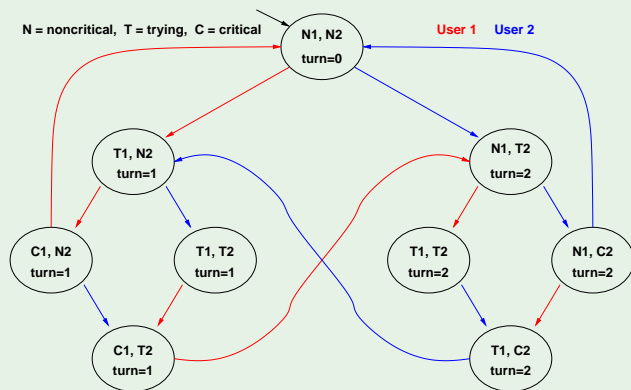 N = noncritical, T = trying, C = critical
User 1 User 2
N1, N2
turn=0
T1, N2
turn=1
N1, T2
turn=2
C1, N2
turn=1
T1, T2
turn=1
T1, T2
turn=2
N1, C2
turn=2
C1, T2
turn=1
T1, C2
turn=2